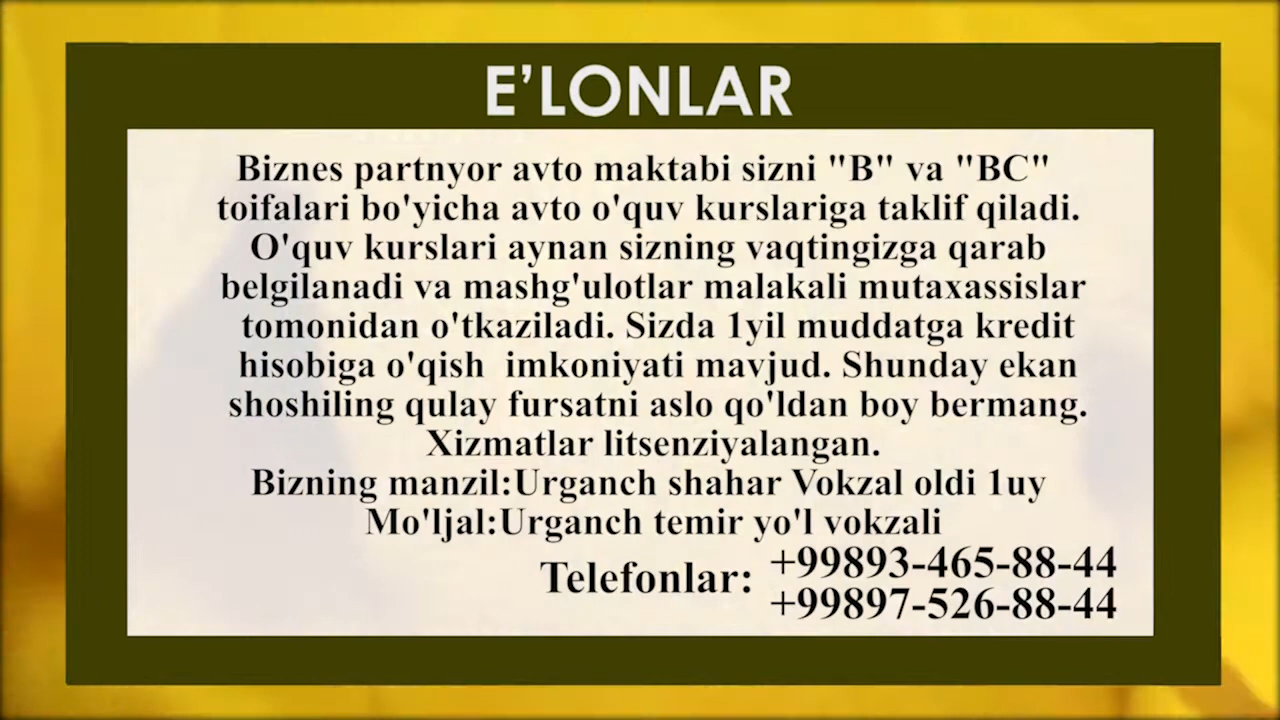 E’LONLAR
Biznes partnyor avto maktabi sizni "B" va "BC"
toifalari bo'yicha avto o'quv kurslariga taklif qiladi.
O'quv kurslari aynan sizning vaqtingizga qarab
belgilanadi va mashg'ulotlar malakali mutaxassislar
tomonidan o'tkaziladi. Sizda 1yil muddatga kredit
hisobiga o'qish  imkoniyati mavjud. Shunday ekan
shoshiling qulay fursatni aslo qo'ldan boy bermang.
Xizmatlar litsenziyalangan.
Bizning manzil:Urganch shahar Vokzal oldi 1uy
Mo'ljal:Urganch temir yo'l vokzali
Telefonlar: +99893-465-88-44
+99897-526-88-44